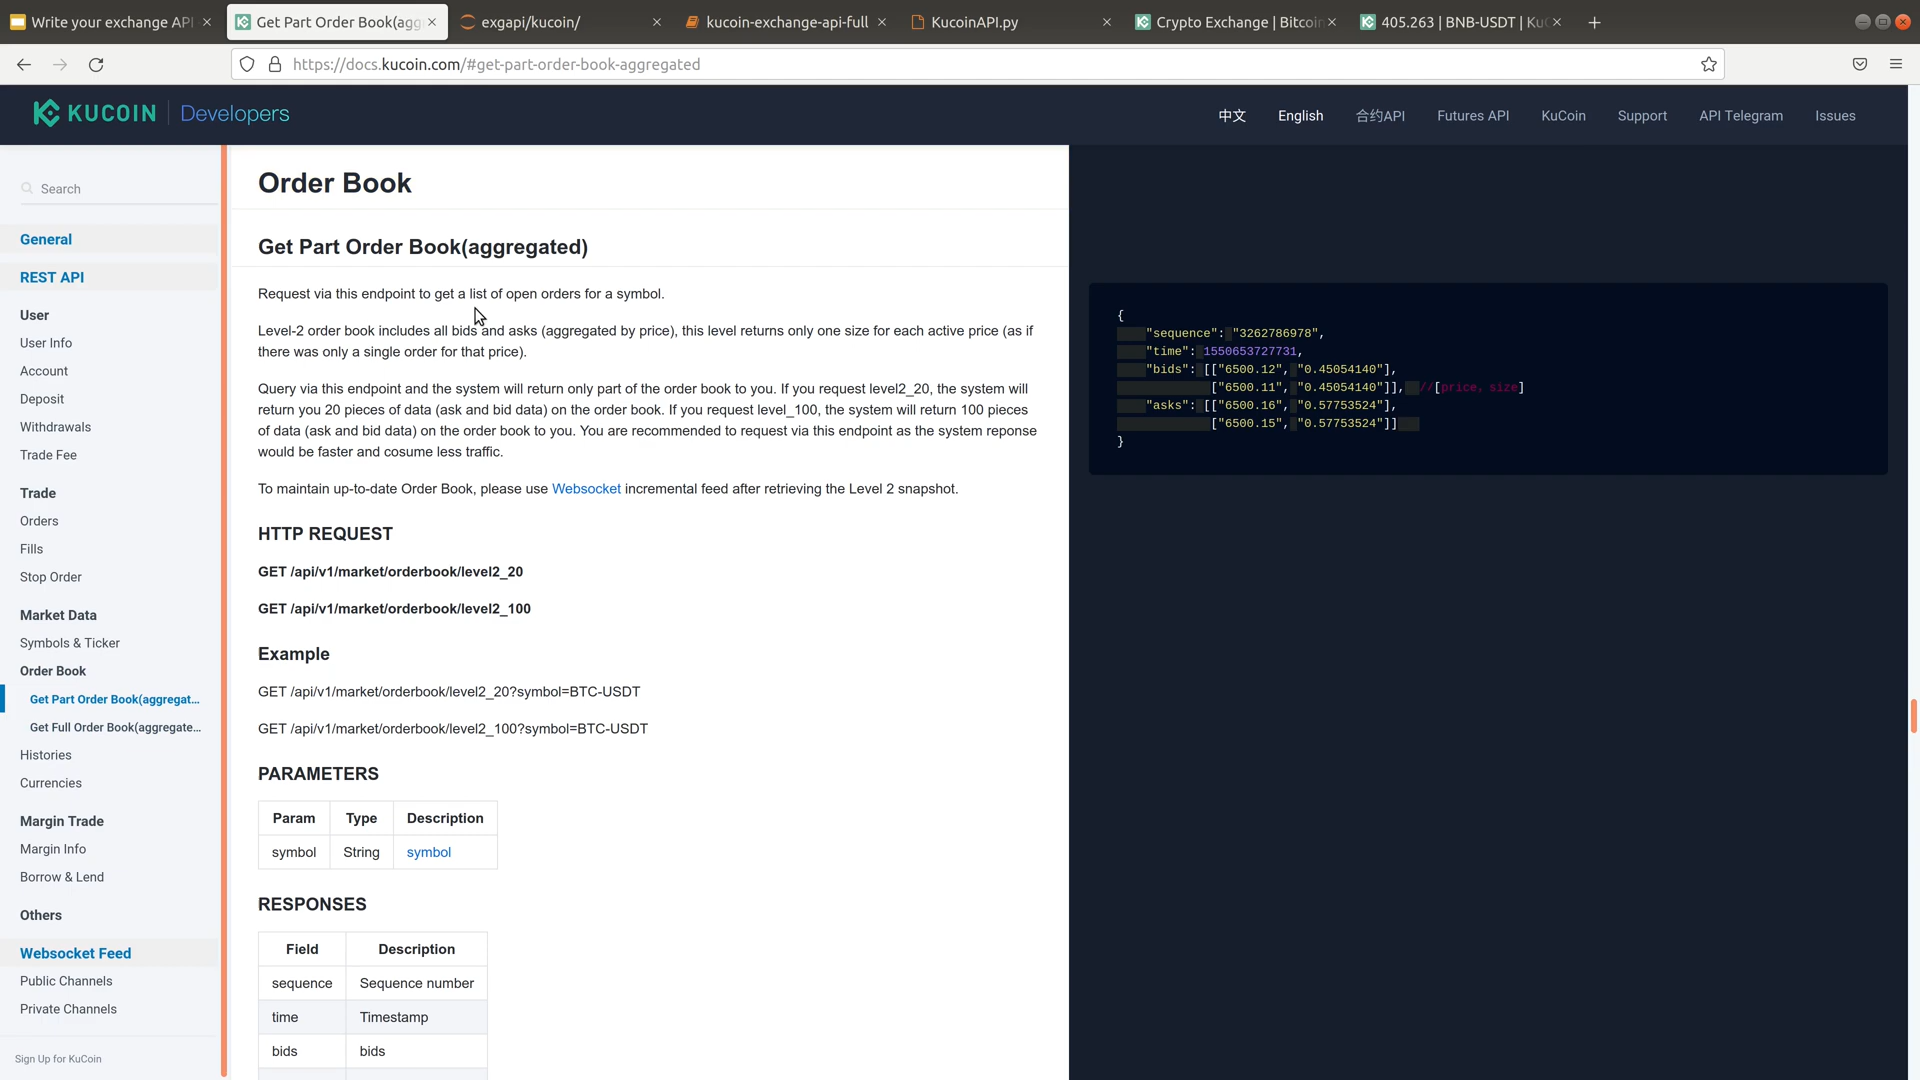 Write your exchange API
Get Part Order Book(agg
exgapi/kucoin/
kucoin-exchange-api-full
KucoinAPI.py
Crypto Exchange | Bitcoin
405.263 | BNB-USDT | Ku
https://docs.kucoin.com/#get-part-order-book-aggregated
KUCOIN | Developers
中文
English
合约API
Futures API
KuCoin
Support
API Telegram
Issues
Search
General
REST API
User
User Info
Account
Deposit
Withdrawals
Trade Fee
Trade
Orders
Fills
Stop Order
Market Data
Symbols & Ticker
Order Book
Get Part Order Book(aggregat...
Get Full Order Book(aggregate...
Histories
Currencies
Margin Trade
Margin Info
Borrow & Lend
Others
Websocket Feed
Public Channels
Private Channels
Sign Up for KuCoin
Order Book
Get Part Order Book(aggregated)
Request via this endpoint to get a list of open orders for a symbol.
Level-2 order book includes all bids and asks (aggregated by price), this level returns only one size for each active price (as if
there was only a single order for that price).
Query via this endpoint and the system will return only part of the order book to you. If you request level2_20, the system will
return you 20 pieces of data (ask and bid data) on the order book. If you request level_100, the system will return 100 pieces
of data (ask and bid data) on the order book to you. You are recommended to request via this endpoint as the system reponse
would be faster and cosume less traffic.
To maintain up-to-date Order Book, please use Websocket incremental feed after retrieving the Level 2 snapshot.
HTTP REQUEST
GET /api/v1/market/orderbook/level2_20
GET /api/v1/market/orderbook/level2_100
Example
GET /api/v1/market/orderbook/level2_20?symbol=BTC-USDT
GET /api/v1/market/orderbook/level2_100?symbol=BTC-USDT
PARAMETERS
Param Type Description
symbol String symbol
RESPONSES
Field Description
sequence Sequence number
time Timestamp
bids bids
{
"sequence": "3262786978",
"time": 1550653727731,
"bids": [["6500.12", "0.45054140"],
["6500.11", "0.45054140"]], //[price, size]
"asks": [["6500.16", "0.57753524"],
["6500.15", "0.57753524"]]
}